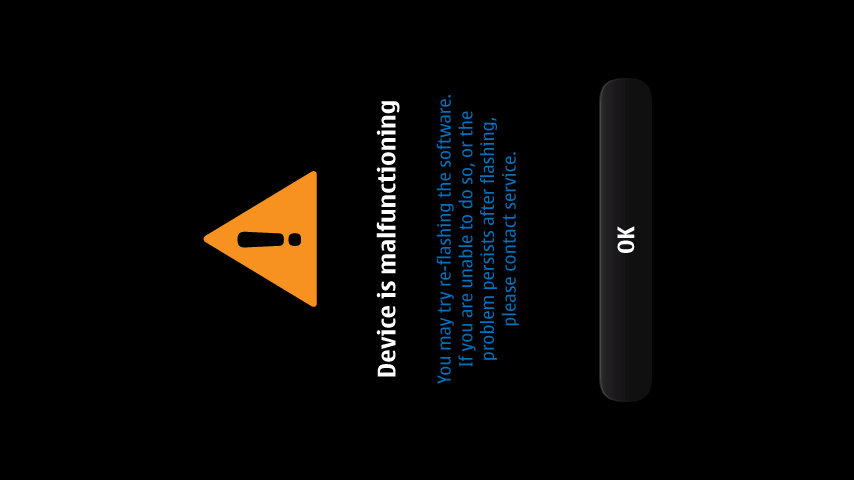 Device is malfunctioning
You may try re-flashing the software.
If you are unable to do so, or the
problem persists after flashing,
please contact service.
OK